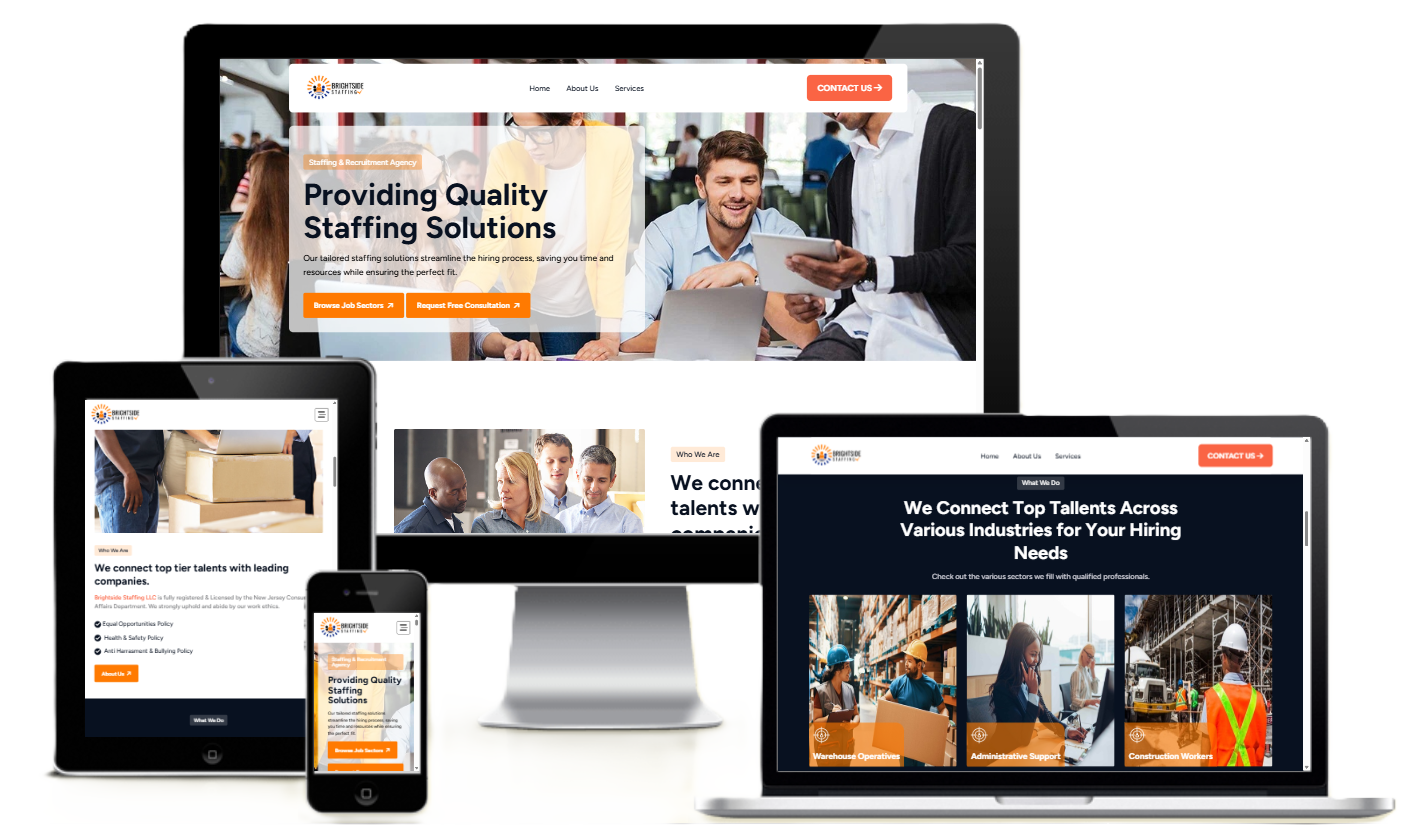 BRIGHTSIDE
STAFFING
Home
About Us
Services
CONTACT US
Staffing & Recruitment Agency
Providing Quality
Staffing Solutions
Our tailored staffing solutions streamline the hiring process, saving you time and
resources while ensuring the perfect fit.
Browse Job Sectors
Request Free Consultation
Who We Are
We conne
talents w
companie
BRIGHTSIDE
STAFFING
Who We Are
We connect top tier talents with leading
companies.
Brightside Staffing LLC is fully registered & Licensed by the New Jersey Consu
Affairs Department. We strongly uphold and abide by our work ethics.
Equal Opportunities Policy
Health & Safety Policy
Anti Harrasment & Bullying Policy
About Us
What We Do
BRIGHTSIDE
STAFFING
Staffing & Recruitment
Agency
Providing Quality
Staffing
Solutions
Our tailored staffing solutions
streamline the hiring process, saving
you time and resources while ensuring
the perfect fit.
Browse Job Sectors
BRIGHTSIDE
STAFFING
Home
About Us
Services
CONTACT US
What We Do
We Connect Top Tallents Across
Various Industries for Your Hiring
Needs
Check out the various sectors we fill with qualified professionals.
Warehouse Operatives
Administrative Support
Construction Workers